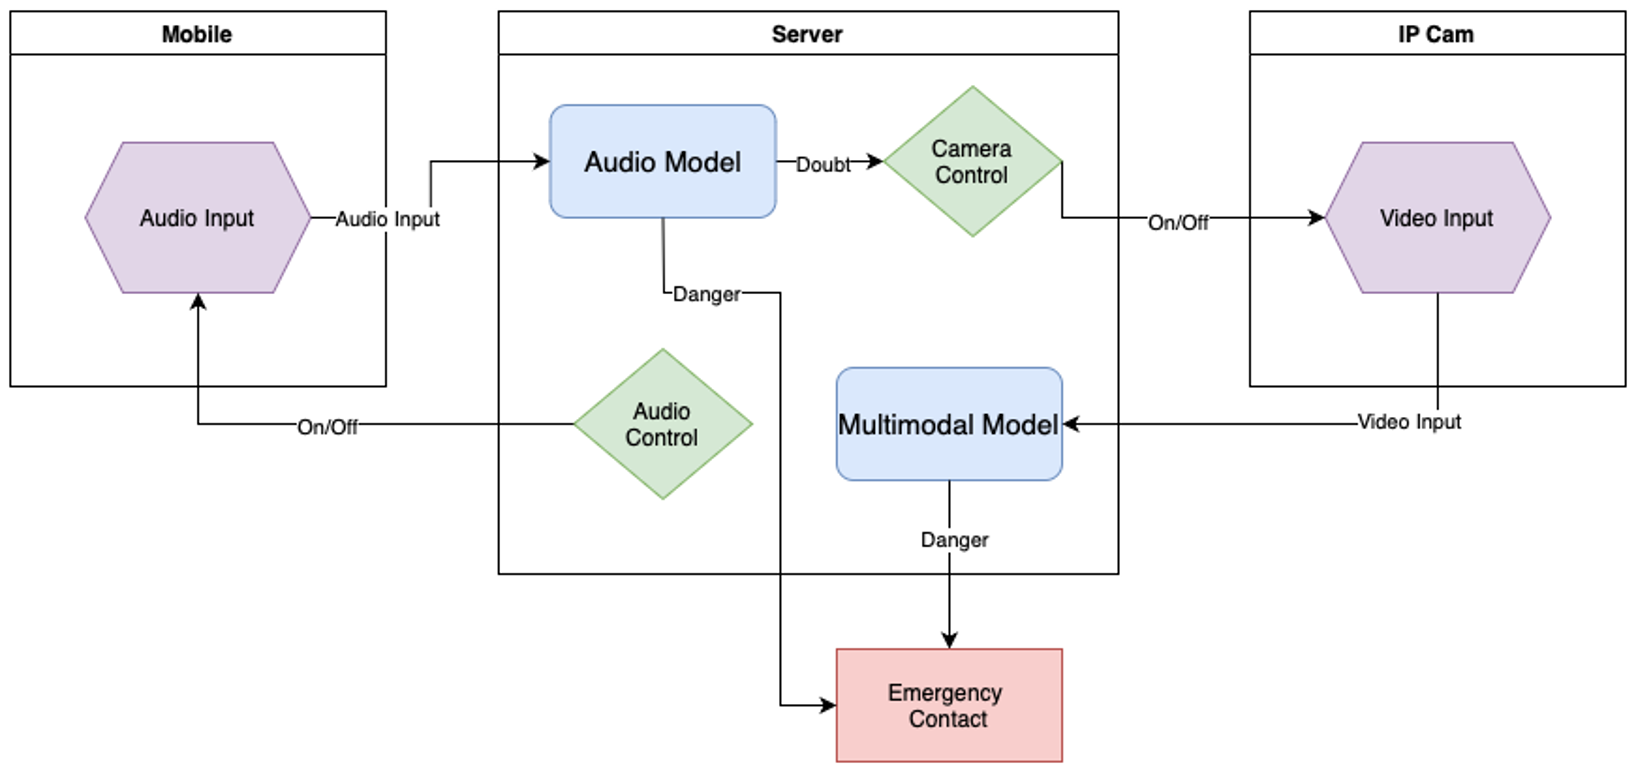 Mobile
Server
IP Cam
Audio Input
Audio Input
Audio Model
Doubt
Camera
Control
On/Off
Video Input
Danger
On/Off
Audio
Control
Multimodal Model
Video Input
Danger
Emergency
Contact